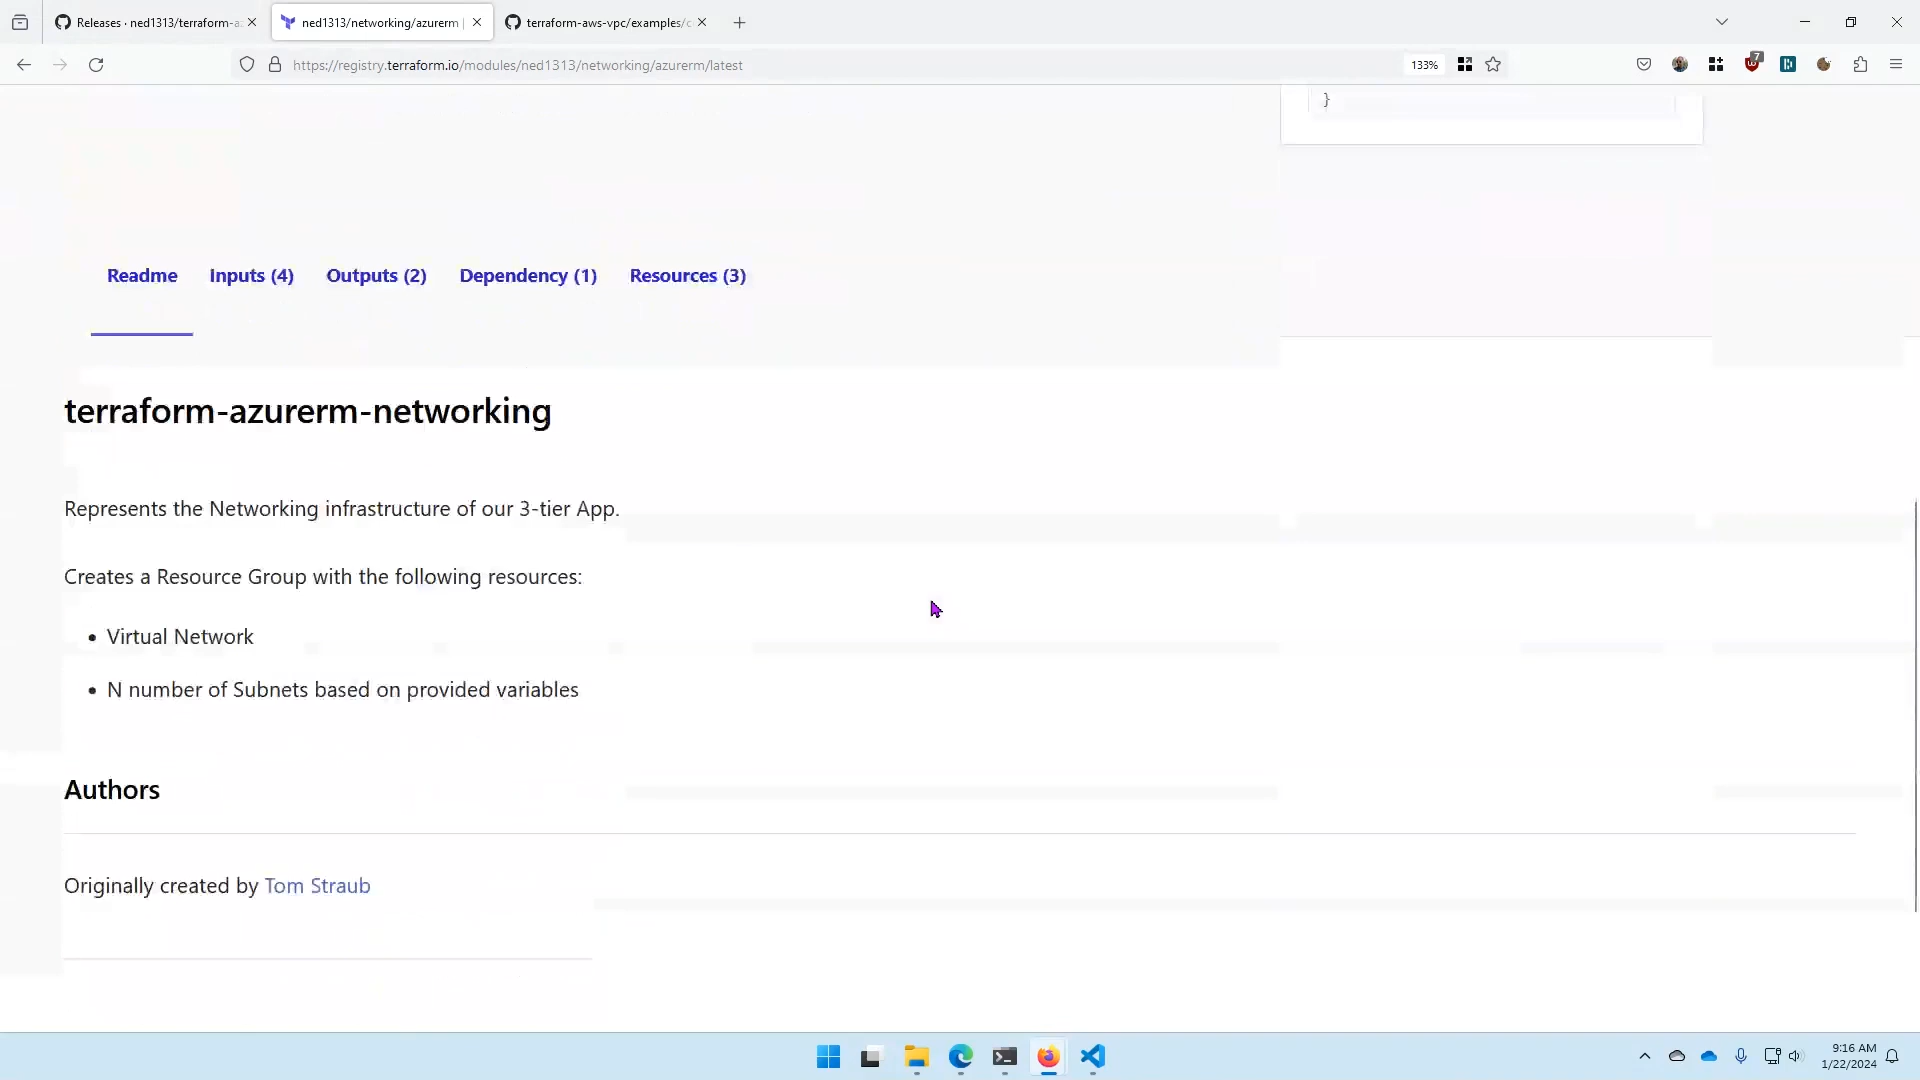 Releases · ned1313/terraform-a
ned1313/networking/azurerm |
terraform-aws-vpc/examples/c
https://registry.terraform.io/modules/ned1313/networking/azurerm/latest
133%
7
}
Readme
Inputs (4)
Outputs (2)
Dependency (1)
Resources (3)
terraform-azurerm-networking
Represents the Networking infrastructure of our 3-tier App.
Creates a Resource Group with the following resources:
• Virtual Network
• N number of Subnets based on provided variables
Authors
Originally created by Tom Straub
9:16 AM
1/22/2024